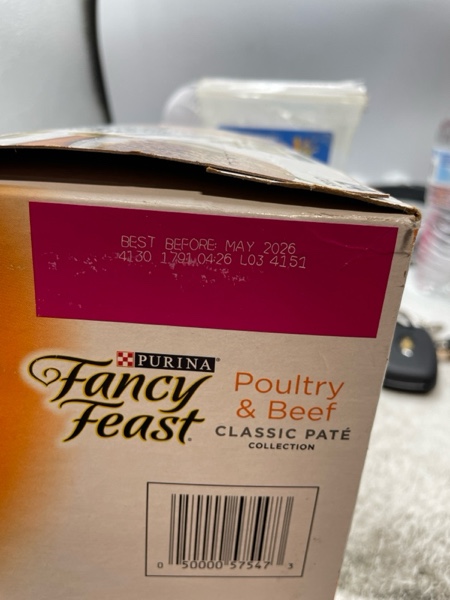 BEST BEFORE: MAY 2026
4130 1791 0426 L03 4151
PURINA
Fancy
Feast
Poultry
& Beef
CLASSIC PATÉ
COLLECTION
0 50000 57547 3